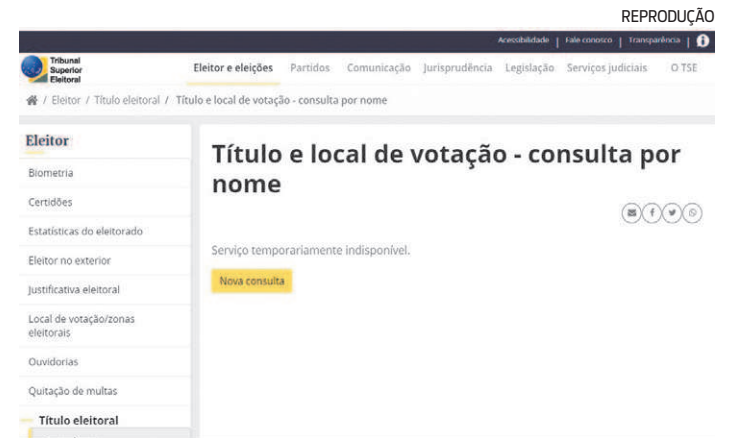 REPRODUÇÃO
Acessibilidade | Fale conosco | Transparência |
Tribunal
Superior
Eleitoral
Eleitor e eleições Partidos Comunicação Jurisprudência Legislação Serviços judiciais O TSE
/ Eleitor / Título eleitoral / Título e local de votação - consulta por nome
Eleitor
Biometria
Certidões
Estatísticas do eleitorado
Eleitor no exterior
Justificativa eleitoral
Local de votação/zonas
eleitorais
Ouvidorias
Quitação de multas
Título eleitoral
Título e local de votação - consulta por
nome
Serviço temporariamente indisponível.
Nova consulta